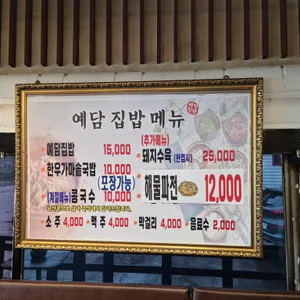 예담 집밥 메뉴
예담집밥 15,000
(추가메뉴)
돼지수육 (한접시) 25,000
한우가마솥국밥 10,000
(포장가능)
해물파전 12,000
(계절메뉴) 콩국수 10,000
소주 4,000 맥주 4,000 막걸리 4,000 음료수 2,000